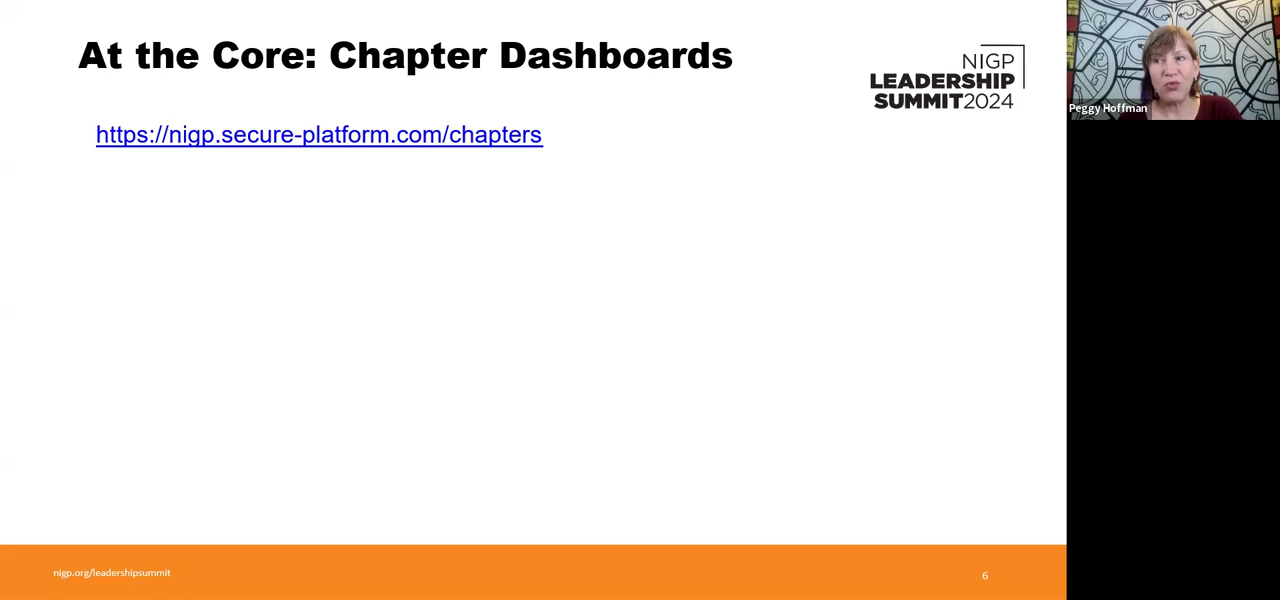 At the Core: Chapter Dashboards
NIGP
LEADERSHIP
SUMMIT2024
Peggy Hoffman
https://nigp.secure-platform.com/chapters
nigp.org/leadershipsummit
6